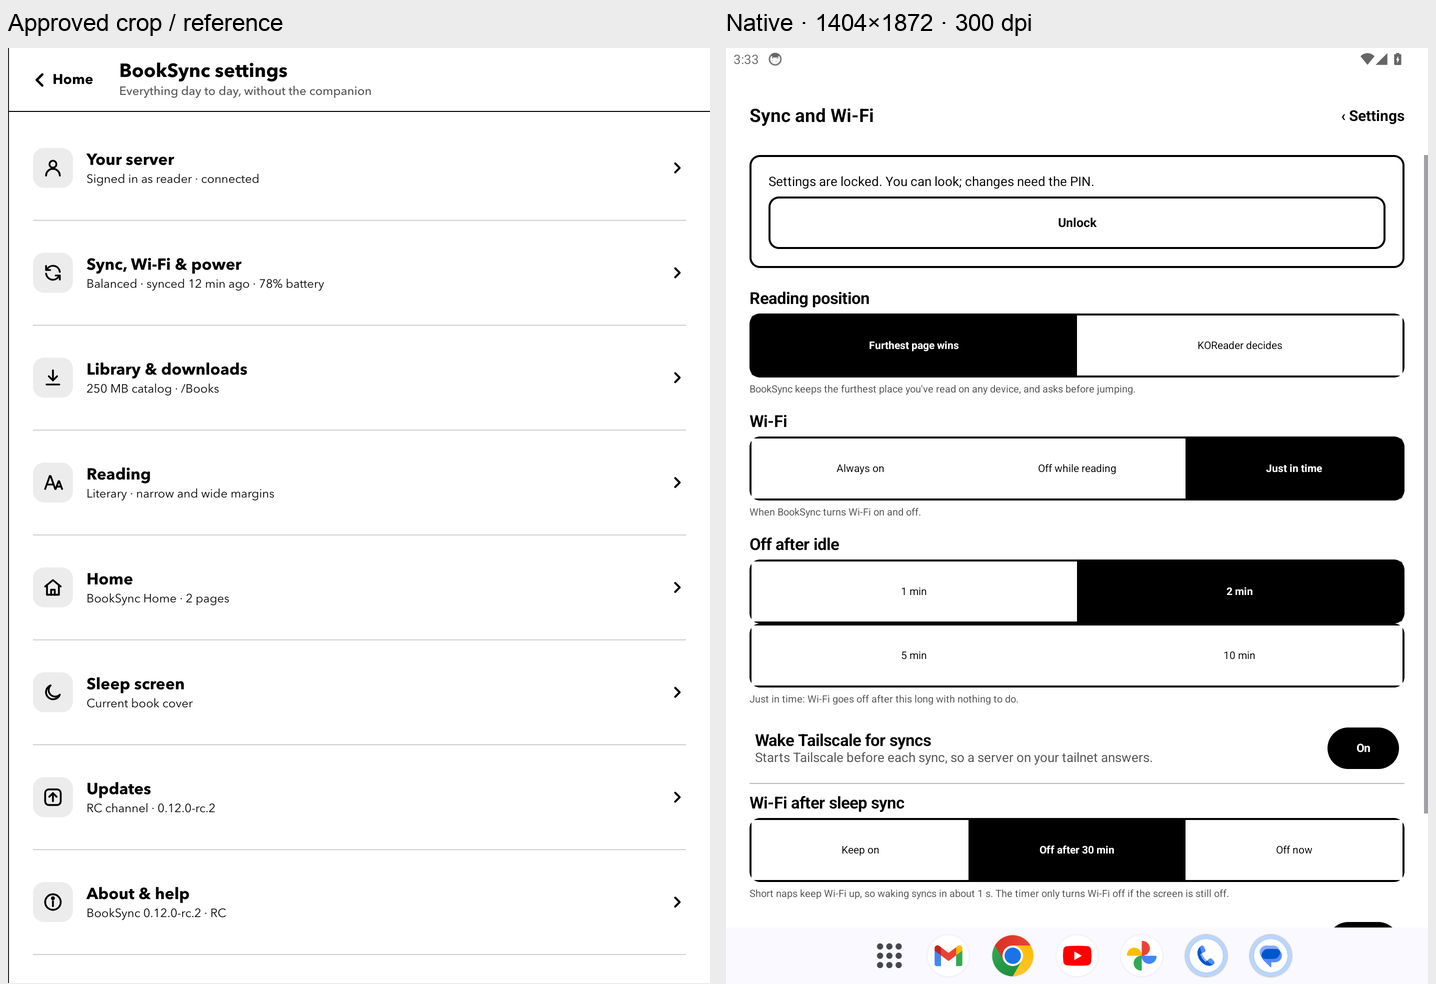 Approved crop / reference
Home
BookSync settings
Everything day to day, without the companion
Your server
Signed in as reader · connected
Sync, Wi-Fi & power
Balanced · synced 12 min ago · 78% battery
Library & downloads
250 MB catalog · /Books
Reading
Literary · narrow and wide margins
Home
BookSync Home · 2 pages
Sleep screen
Current book cover
Updates
RC channel · 0.12.0-rc.2
About & help
BookSync 0.12.0-rc.2 · RC
Native · 1404×1872 · 300 dpi
3:33
Sync and Wi-Fi
‹ Settings
Settings are locked. You can look; changes need the PIN.
Unlock
Reading position
Furthest page wins
KOReader decides
BookSync keeps the furthest place you've read on any device, and asks before jumping.
Wi-Fi
Always on
Off while reading
Just in time
When BookSync turns Wi-Fi on and off.
Off after idle
1 min
2 min
5 min
10 min
Just in time: Wi-Fi goes off after this long with nothing to do.
Wake Tailscale for syncs
Starts Tailscale before each sync, so a server on your tailnet answers.
On
Wi-Fi after sleep sync
Keep on
Off after 30 min
Off now
Short naps keep Wi-Fi up, so waking syncs in about 1 s. The timer only turns Wi-Fi off if the screen is still off.